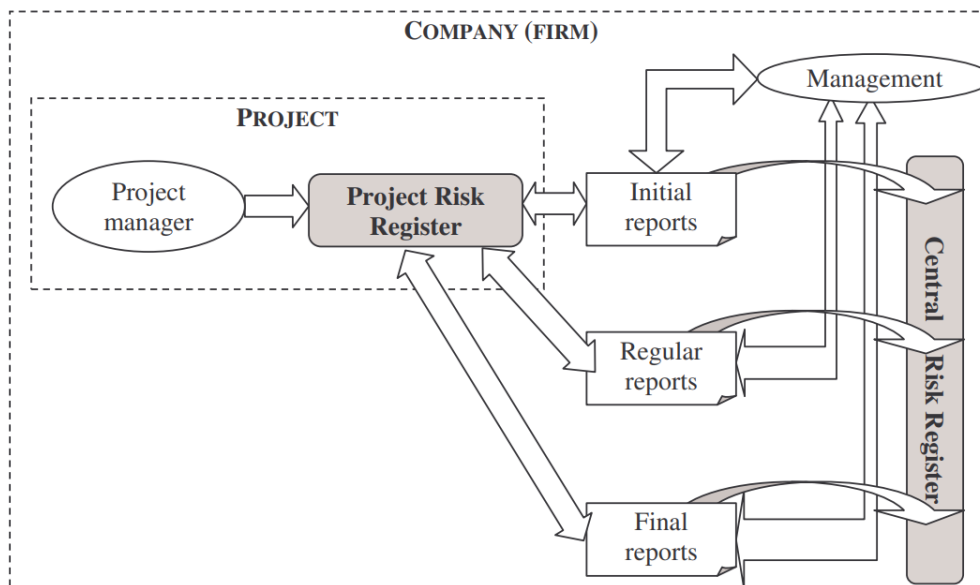 COMPANY (FIRM)
Management
PROJECT
Project
manager
Project Risk
Register
Initial
reports
Regular
reports
Final
reports
Central Risk Register